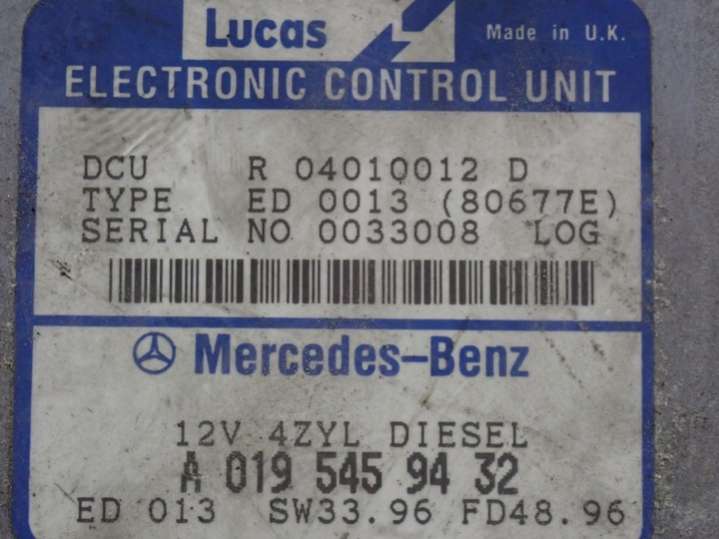 Lucas
Made in U.K.
ELECTRONIC CONTROL UNIT
DCU R 04010012 D
TYPE ED 0013 (80677E)
SERIAL NO 0033008 LOG
Mercedes-Benz
12V 4ZYL DIESEL
A 019 545 94 32
ED 013 SW33.96 FD48.96